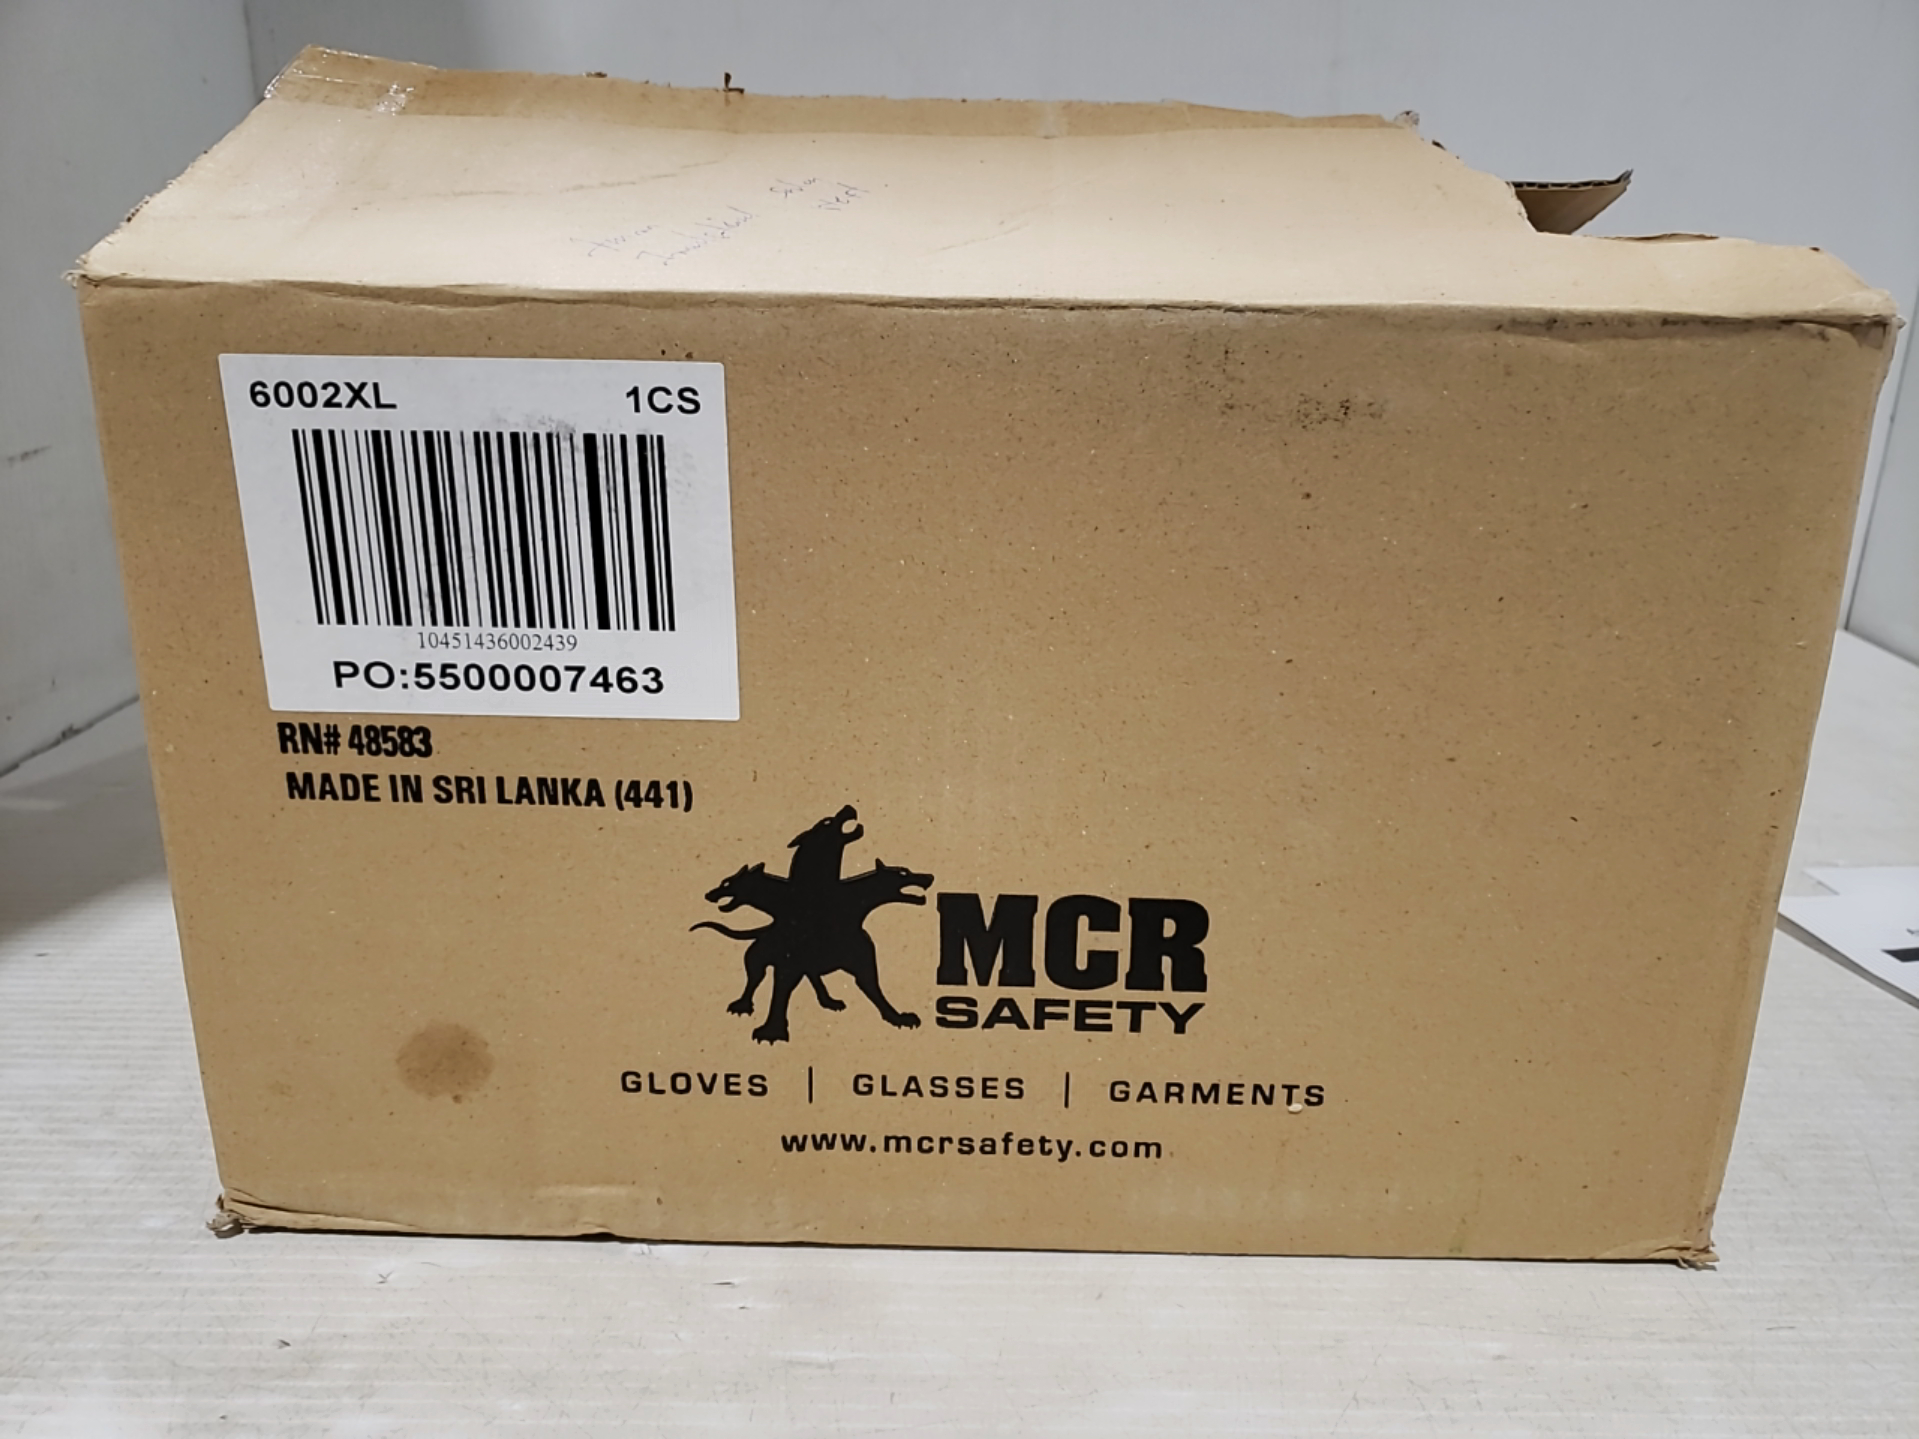 6002XL 1CS
10451436002439
PO:5500007463
RN# 48583
MADE IN SRI LANKA (441)
MCR
SAFETY
GLOVES | GLASSES | GARMENTS
www.mcrsafety.com